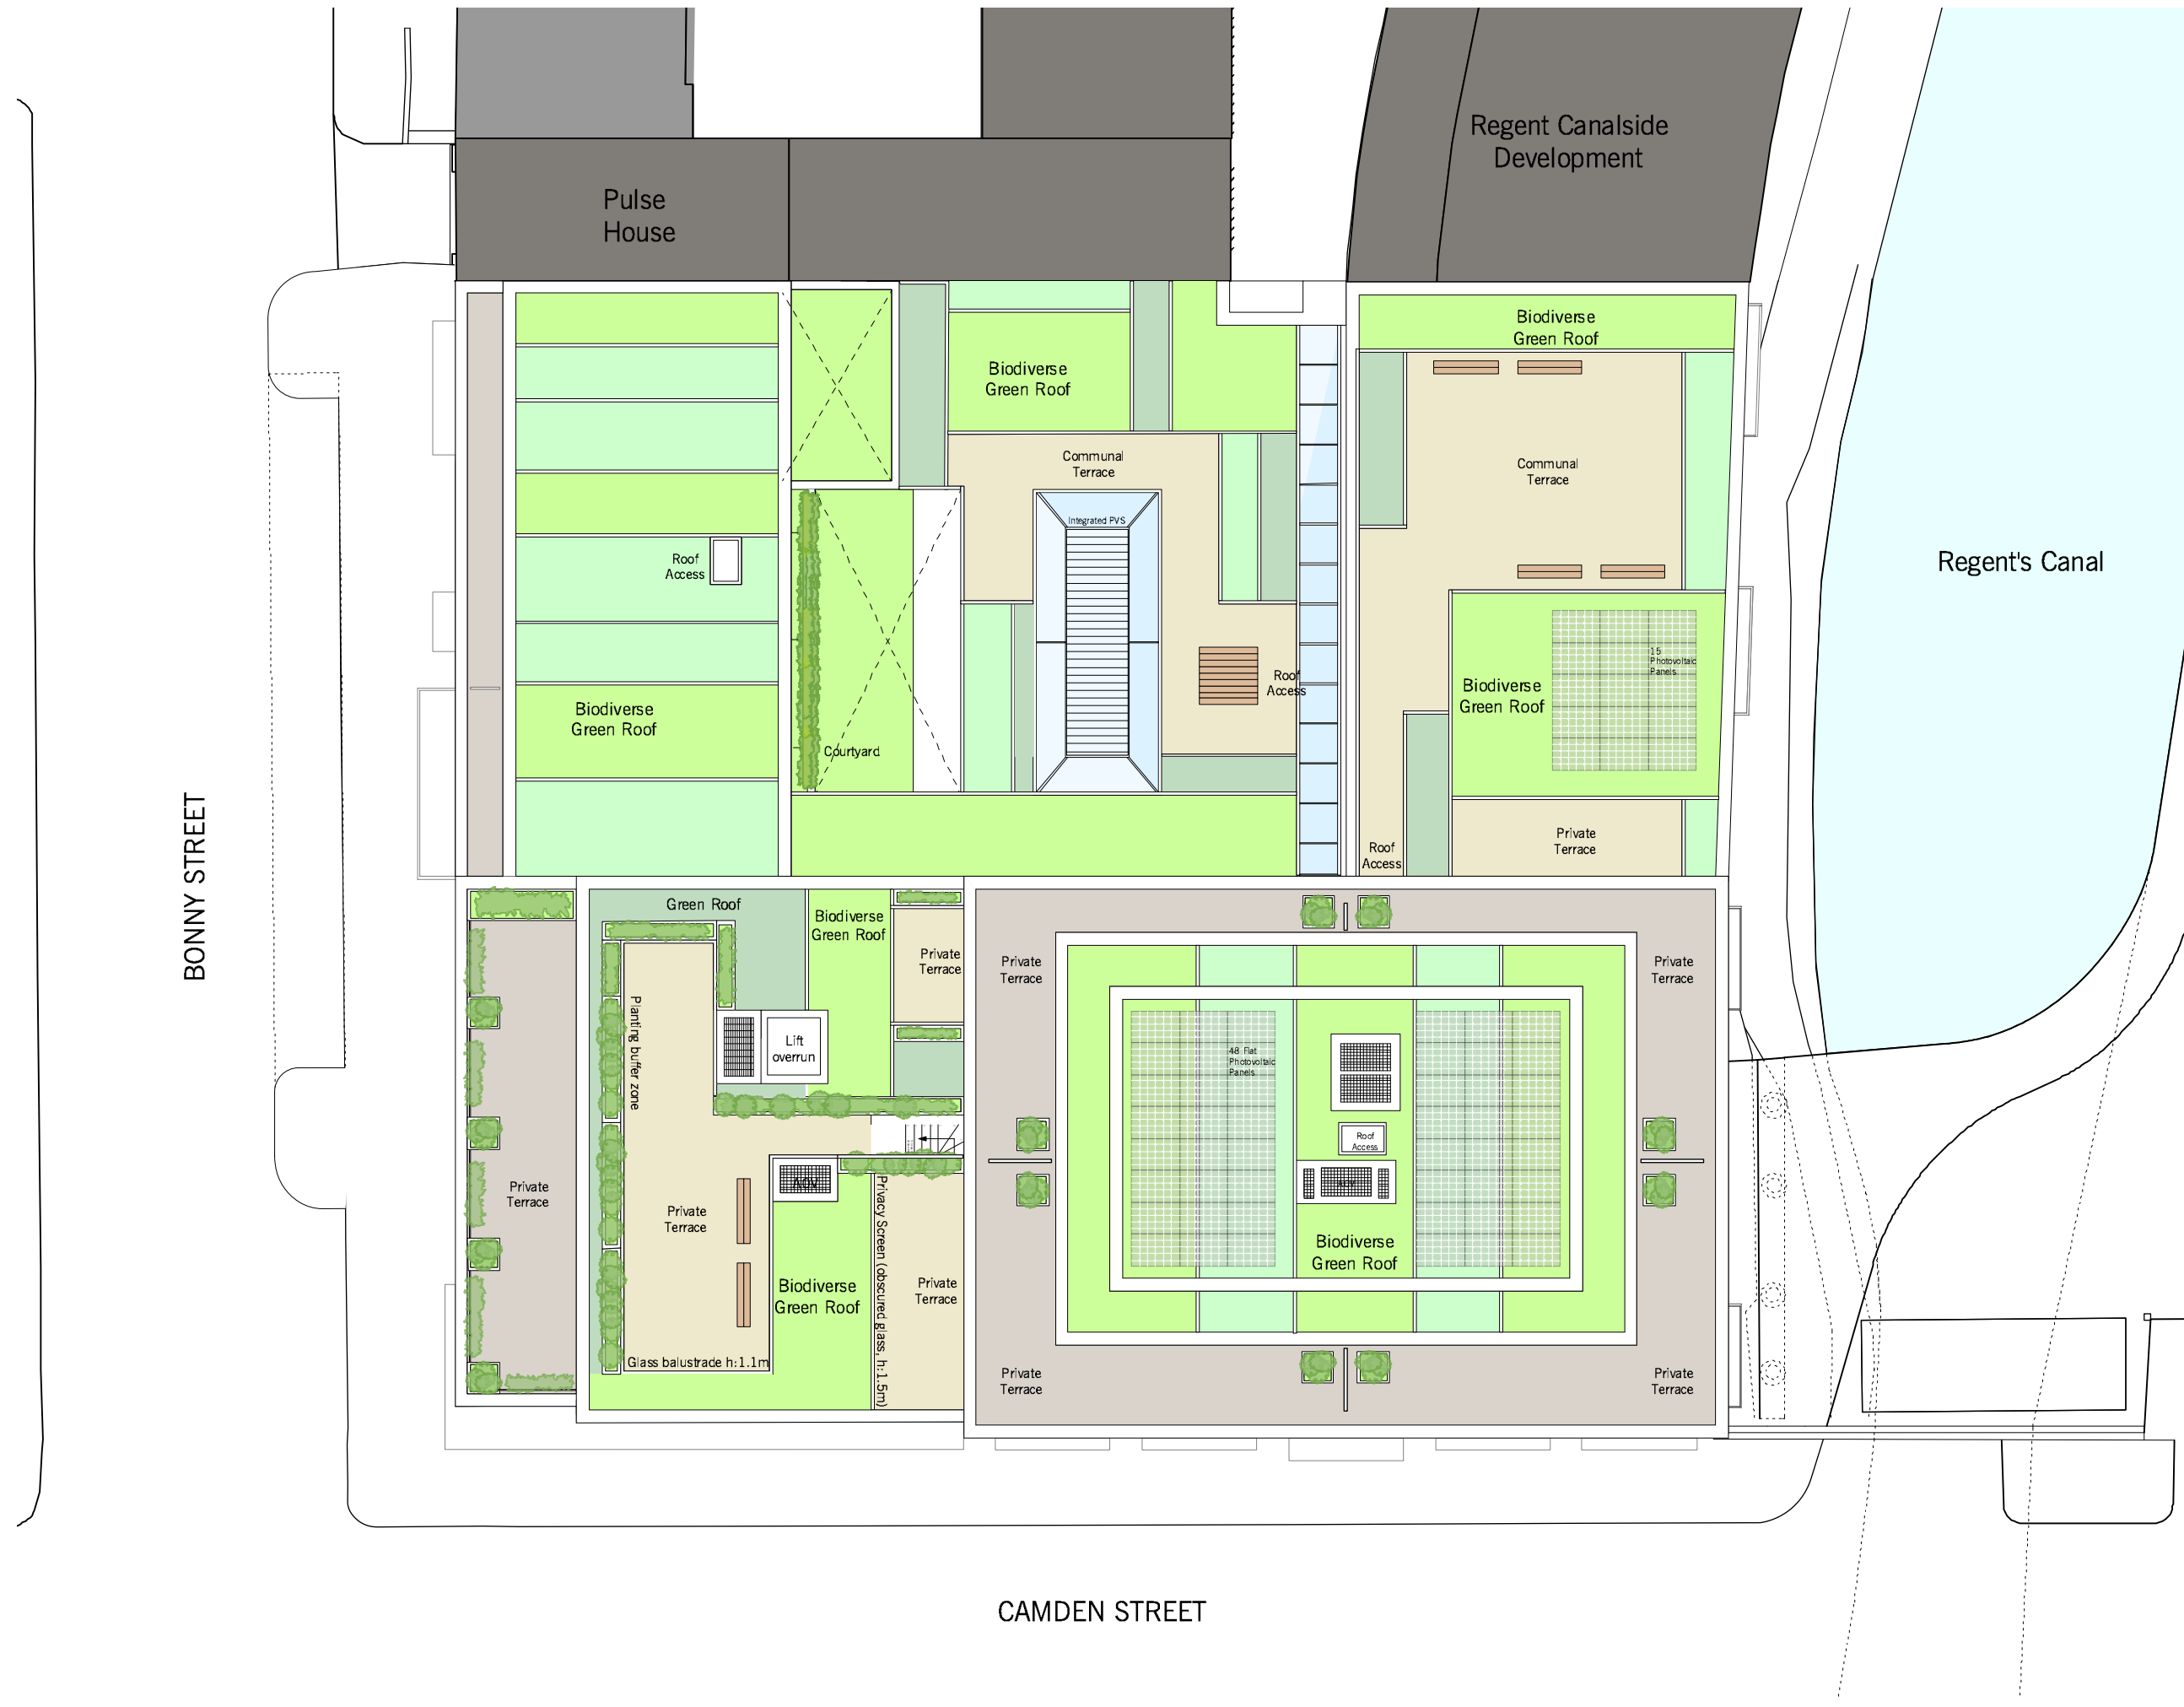 Regent Canalside
Development
Pulse
House
Biodiverse
Green Roof
Biodiverse
Green Roof
Communal
Terrace
Communal
Terrace
Integrated PVS
Roof
Access
Regent's Canal
15
Photovoltaic
Panels
Roof
Access
Biodiverse
Green Roof
Biodiverse
Green Roof
Courtyard
Private
Terrace
Roof
Access
BONNY STREET
Green Roof
Biodiverse
Green Roof
Private
Terrace
Private
Terrace
Private
Terrace
Planting buffer zone
Lift
overrun
48 Flat
Photovoltaic
Panels
Roof
Access
AOV
AOV
Private
Terrace
Private
Terrace
Privacy Screen (obscured glass, h:1.5m)
Biodiverse
Green Roof
Biodiverse
Green Roof
Private
Terrace
Glass balustrade h:1.1m
Private
Terrace
Private
Terrace
CAMDEN STREET